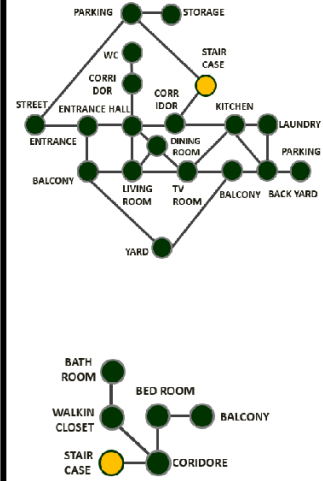 PARKING
STORAGE
WC
STAIR
CASE
CORRI
DOR
CORR
IDOR
STREET
ENTRANCE HALL
KITCHEN
LAUNDRY
ENTRANCE
DINING
ROOM
PARKING
BALCONY
LIVING
ROOM
TV
ROOM
BALCONY
BACK YARD
YARD
BATH
ROOM
BED ROOM
WALKIN
CLOSET
BALCONY
STAIR
CASE
CORIDORE